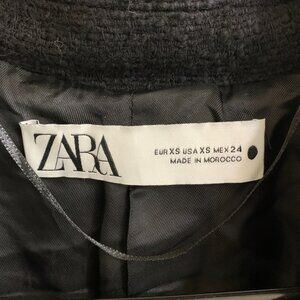 ZARA
EUR XS USA XS MEX 24
MADE IN MOROCCO